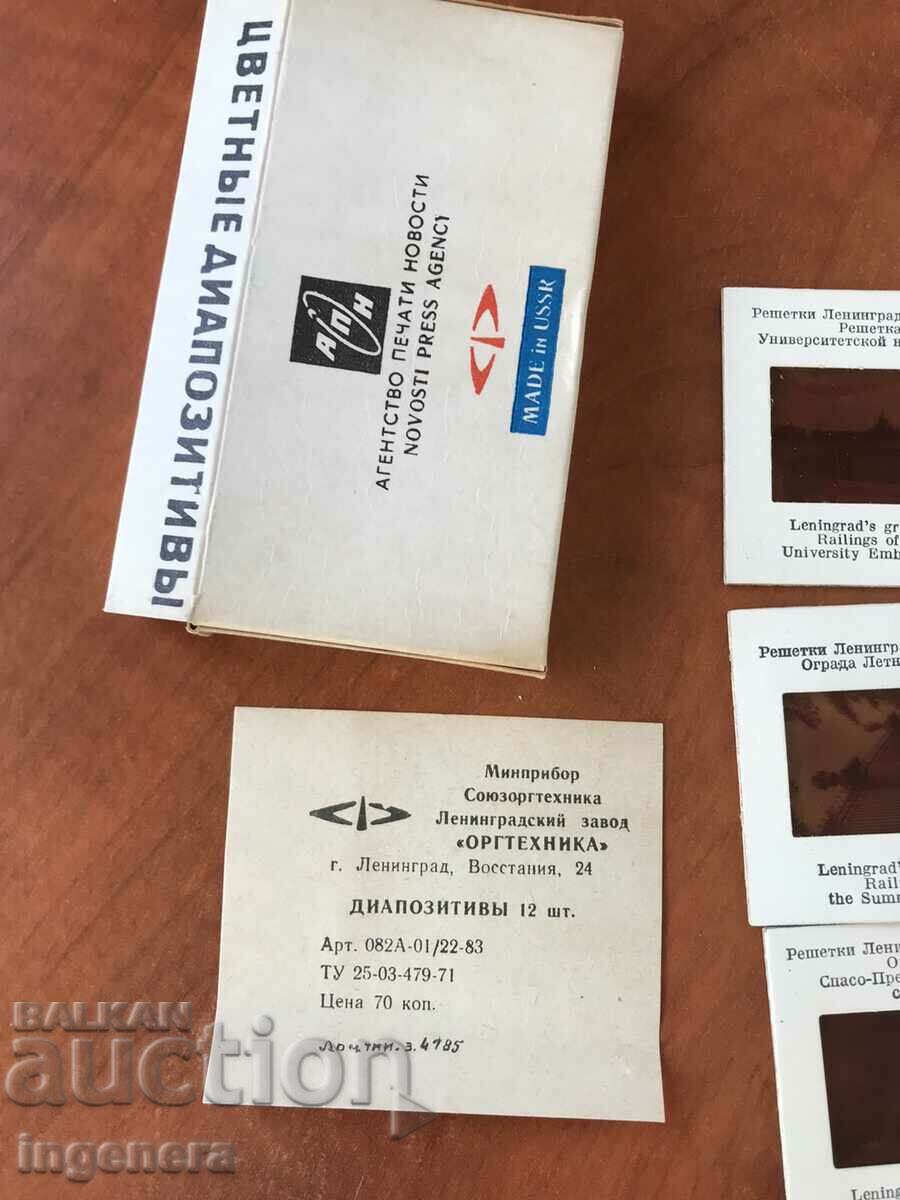 ЦВЕТНЫЕ ДИАПОЗИТИВЫ
АПН
АГЕНТСТВО ПЕЧАТИ НОВОСТИ
NOVOSTI PRESS AGENCY
MADE in USSR
Решетки Ленинград
Решетка
Университетской н
Leningrad's gr
Railings of
University Emb
Решетки Ленингр
Ограда Летн
Leningrad'
Rail
the Summ
Решетки Лени
О
Спасо-Пре
с
Lening
Минприбор
Союзоргтехника
Ленинградский завод
«ОРГТЕХНИКА»
г. Ленинград, Восстания, 24
ДИАПОЗИТИВЫ 12 шт.
Арт. 082А-01/22-83
ТУ 25-03-479-71
Цена 70 коп.
з. 4785
BALKAN
auction
ingenera